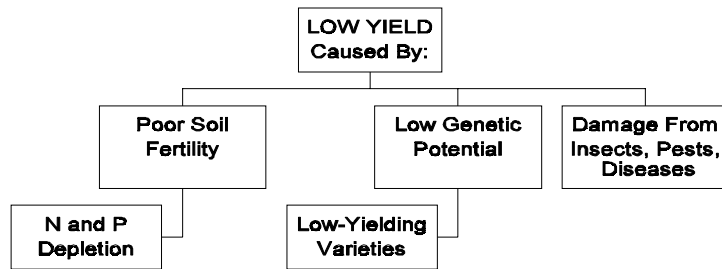 LOW YIELD
Caused By:
Poor Soil
Fertility
Low Genetic
Potential
Damage From
Insects, Pests,
Diseases
N and P
Depletion
Low-Yielding
Varieties